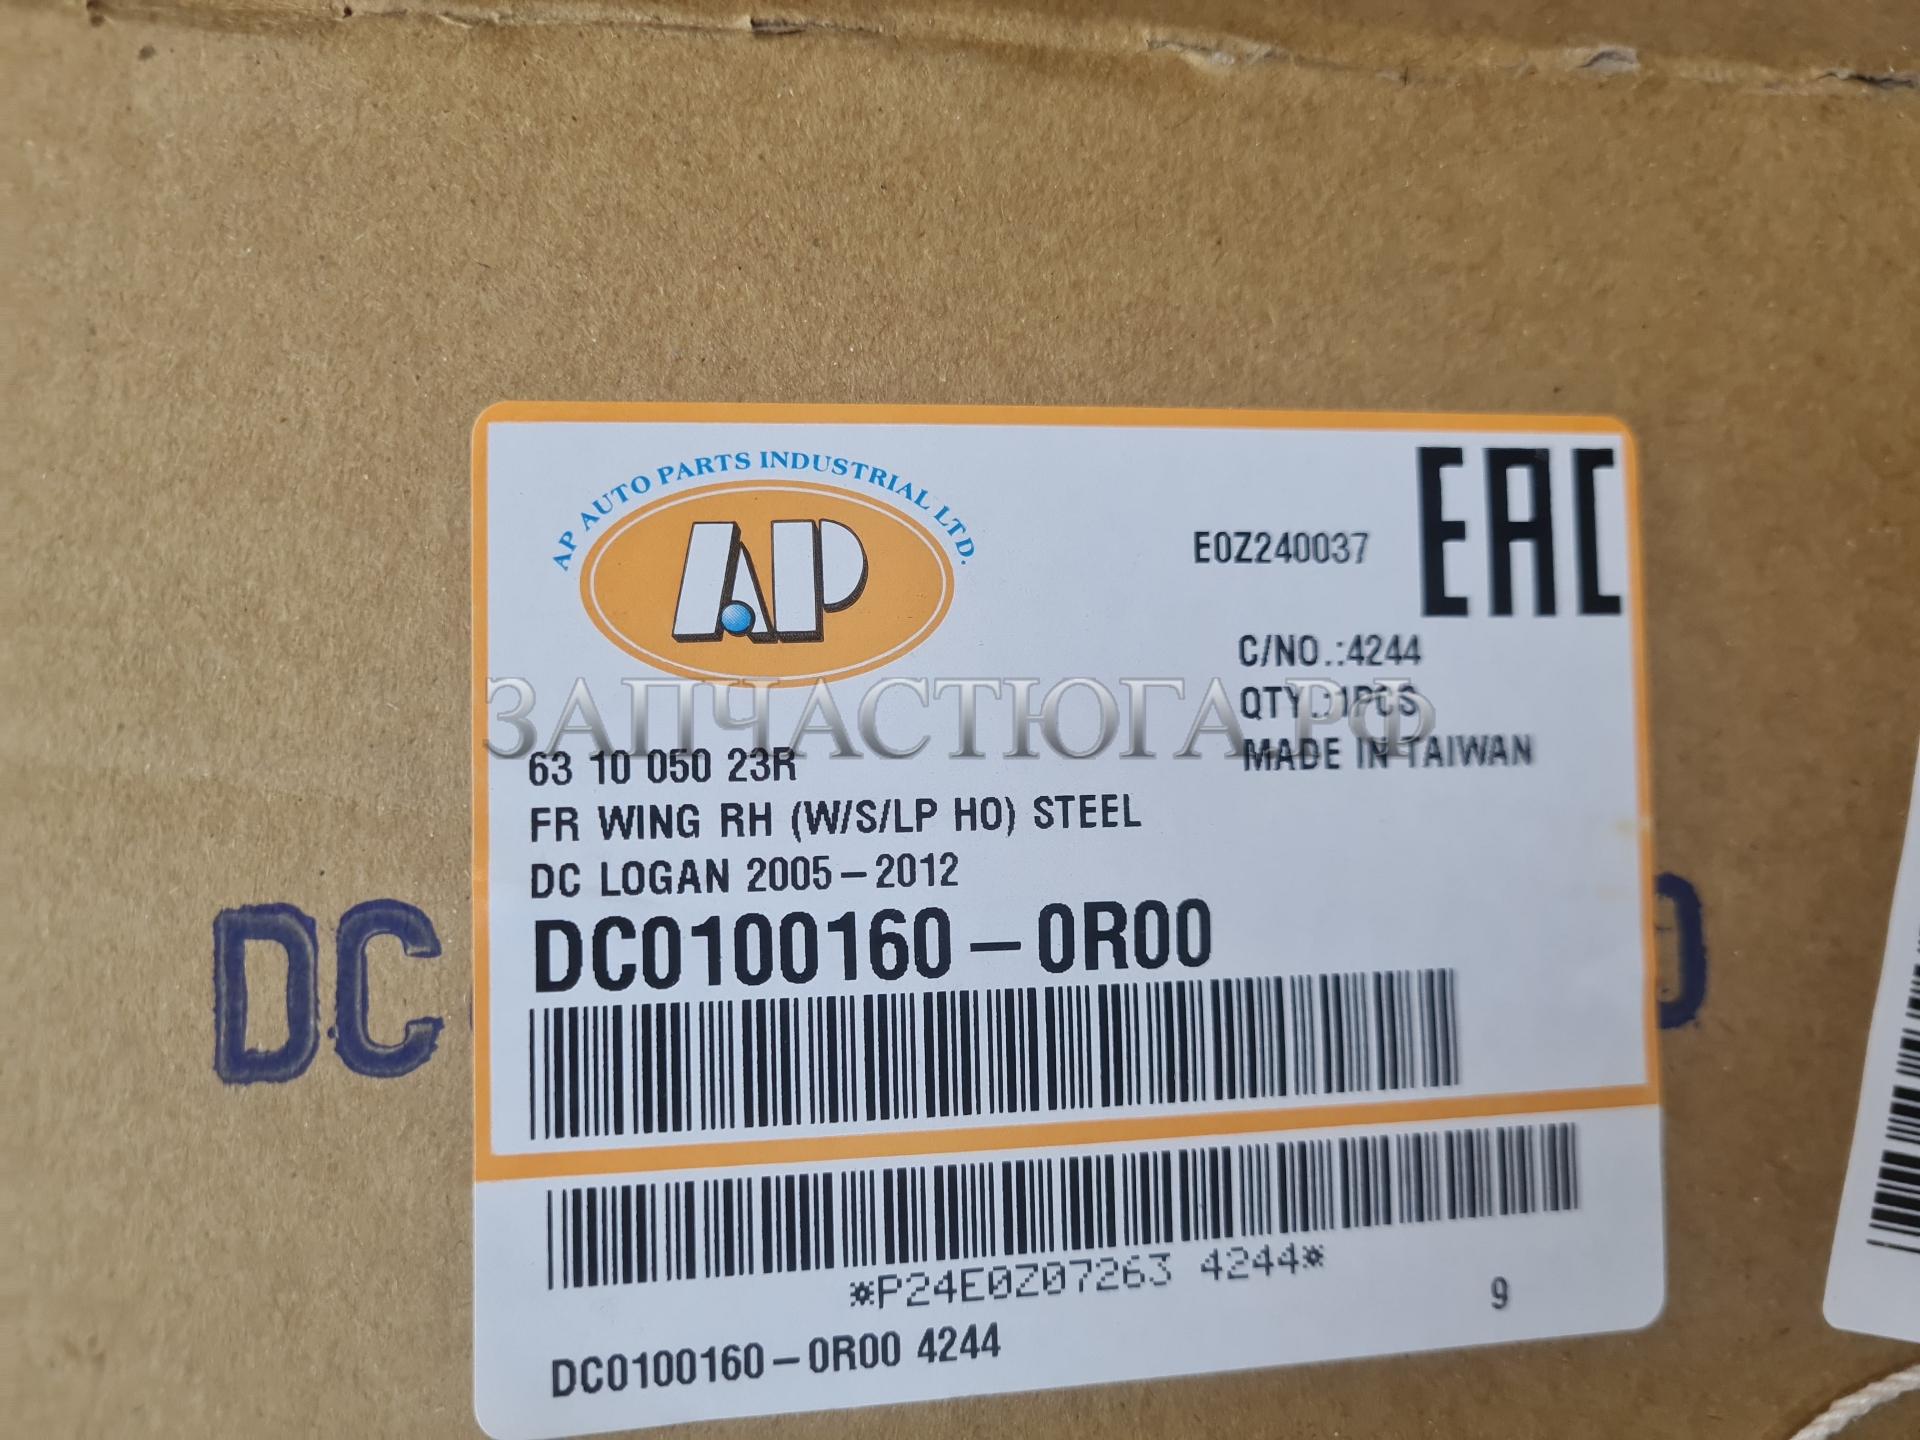 AP AUTO PARTS INDUSTRIAL LTD.
AP
EAC
E0Z240037
C/NO.:4244
QTY.:1PCS
MADE IN TAIWAN
ЗАПЧАСТЮГА.РФ
63 10 050 23R
FR WING RH (W/S/LP HO) STEEL
DC LOGAN 2005-2012
DC0100160-0R00
DC
*P24E0Z07263 4244*
9
DC0100160-0R00 4244